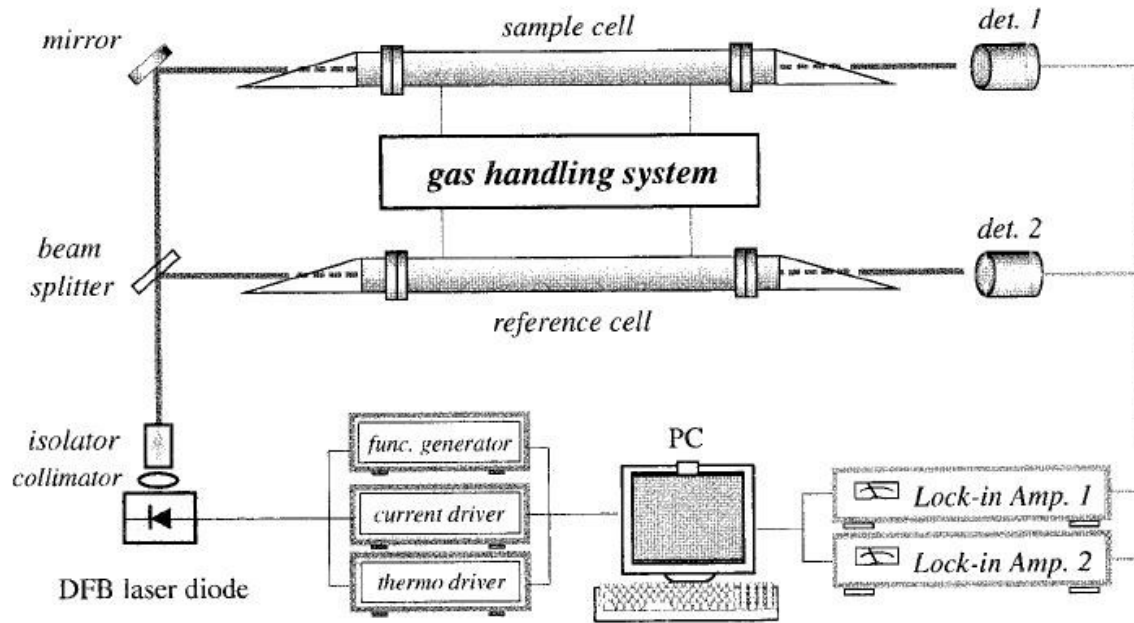 mirror
sample cell
det. 1
gas handling system
beam
splitter
det. 2
reference cell
isolator
collimator
func. generator
PC
current driver
Lock-in Amp. 1
thermo driver
Lock-in Amp. 2
DFB laser diode